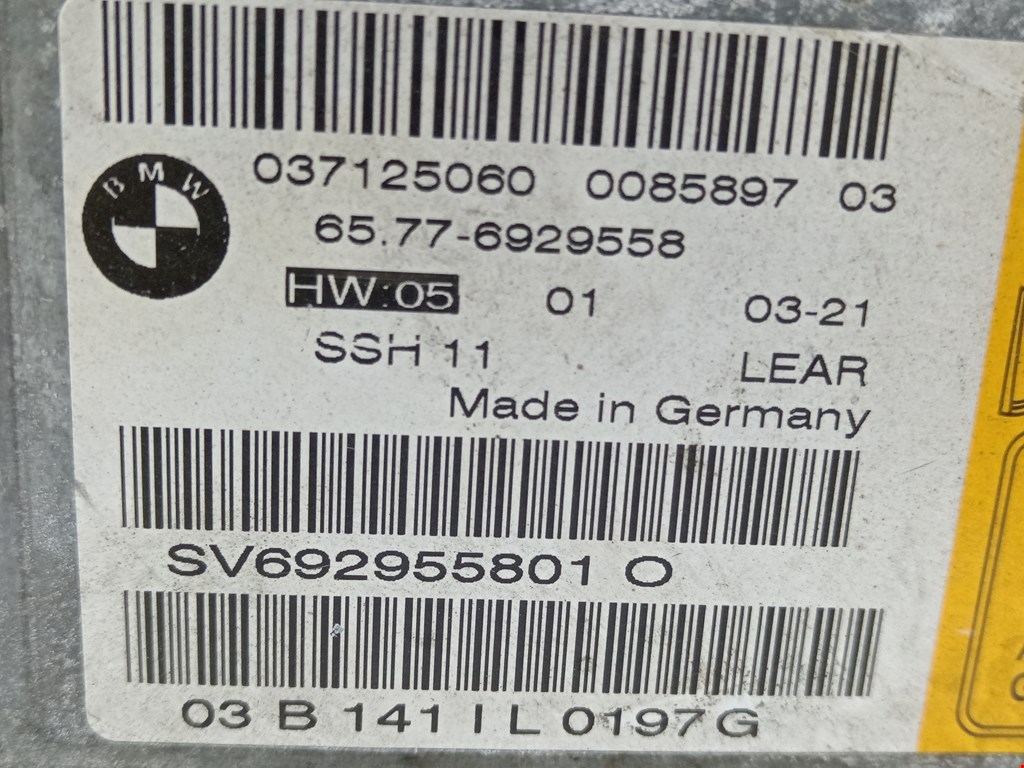 037125060 0085897 03
BMW
65.77-6929558
HW:05 01 03-21
SSH 11 LEAR
Made in Germany
SV692955801 O
03 B 141 I L 0197G